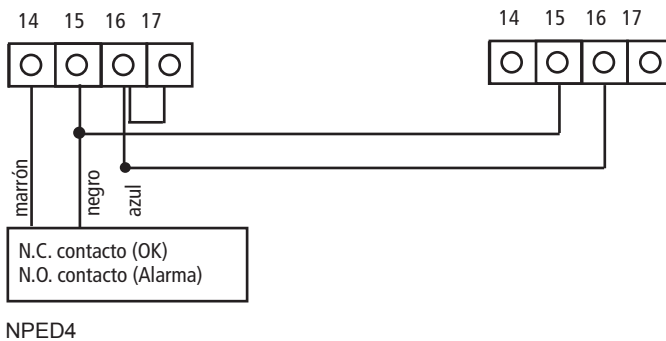 14 15 16 17
14 15 16 17
marrón
negro
azul
N.C. contacto (OK)
N.O. contacto (Alarma)
NPED4